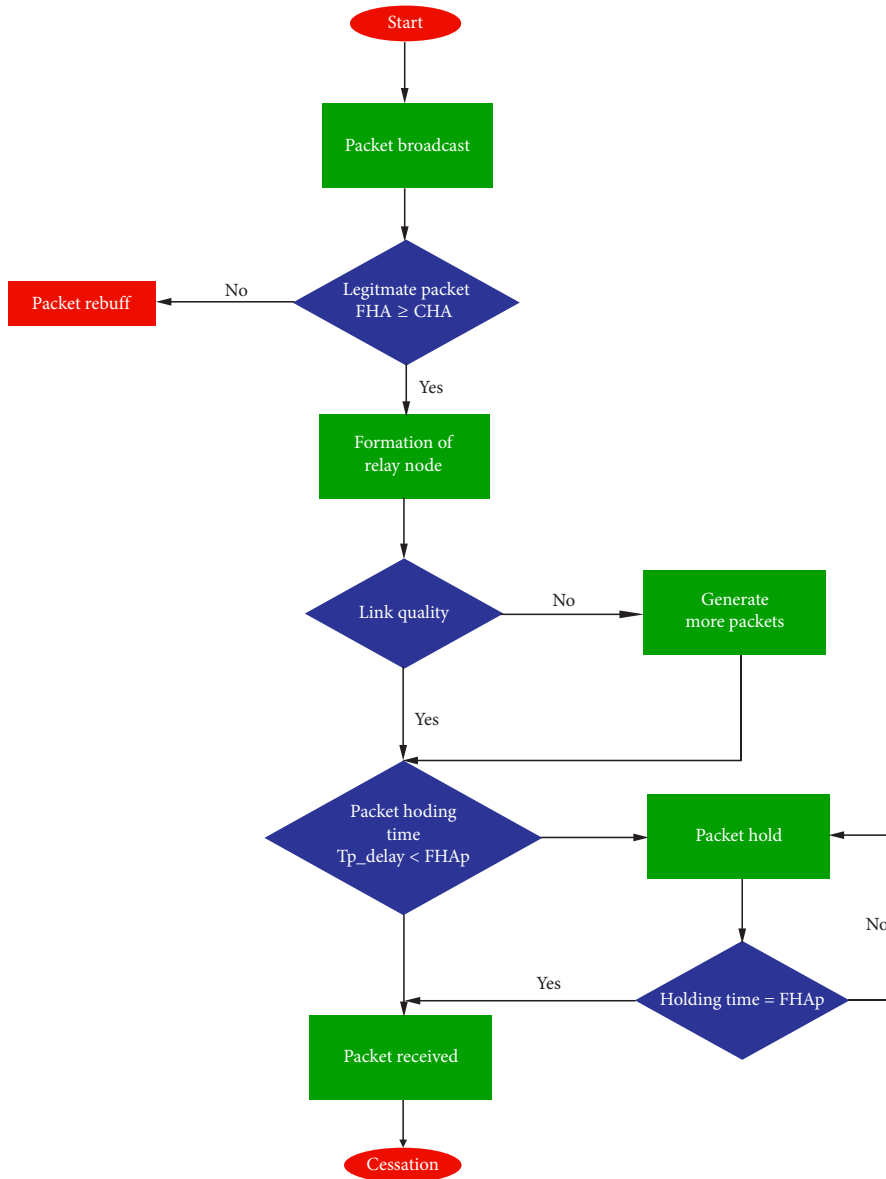 Start
Packet broadcast
Legitmate packet
FHA ≥ CHA
No
Packet rebuff
Yes
Formation of
relay node
Link quality
No
Generate
more packets
Yes
Packet hoding
time
Tp_delay < FHAp
Packet hold
No
Holding time = FHAp
Yes
Packet received
Cessation